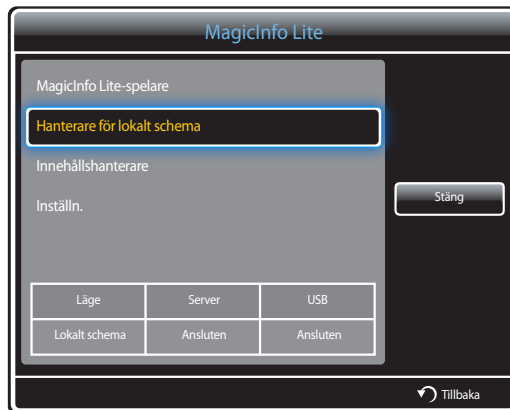 MagicInfo Lite
MagicInfo Lite-spelare
Hanterare för lokalt schema
Innehållshanterare
Inställn.
Stäng
Läge Server USB
Lokalt schema Ansluten Ansluten
Tillbaka